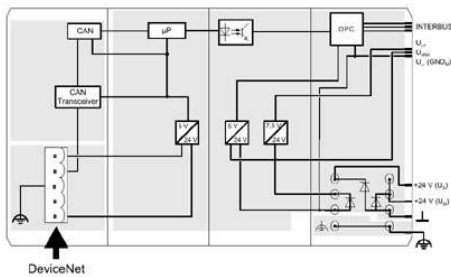 CAN
µP
OPC
INTERBUS
CAN
Transceiver
5 V
24 V
5 V
24 V
7,5 V
24 V
+24 V (U
+24 V (U
DeviceNet